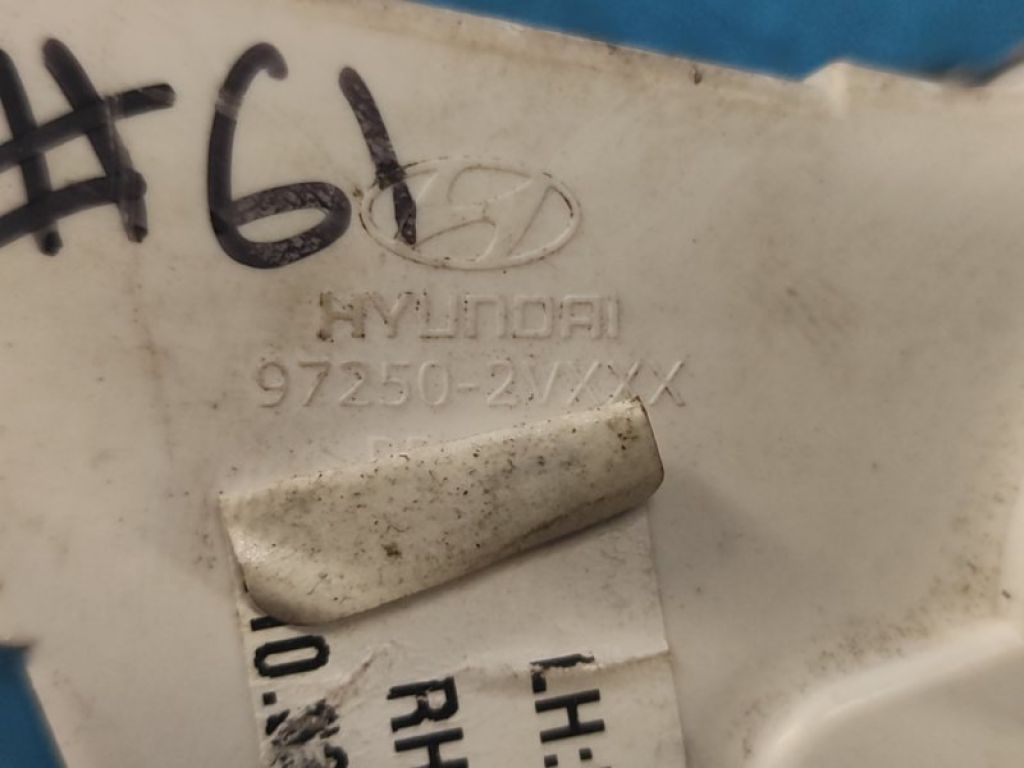 #61
HYUNDAI
97250-2VXXX
LH:
RH